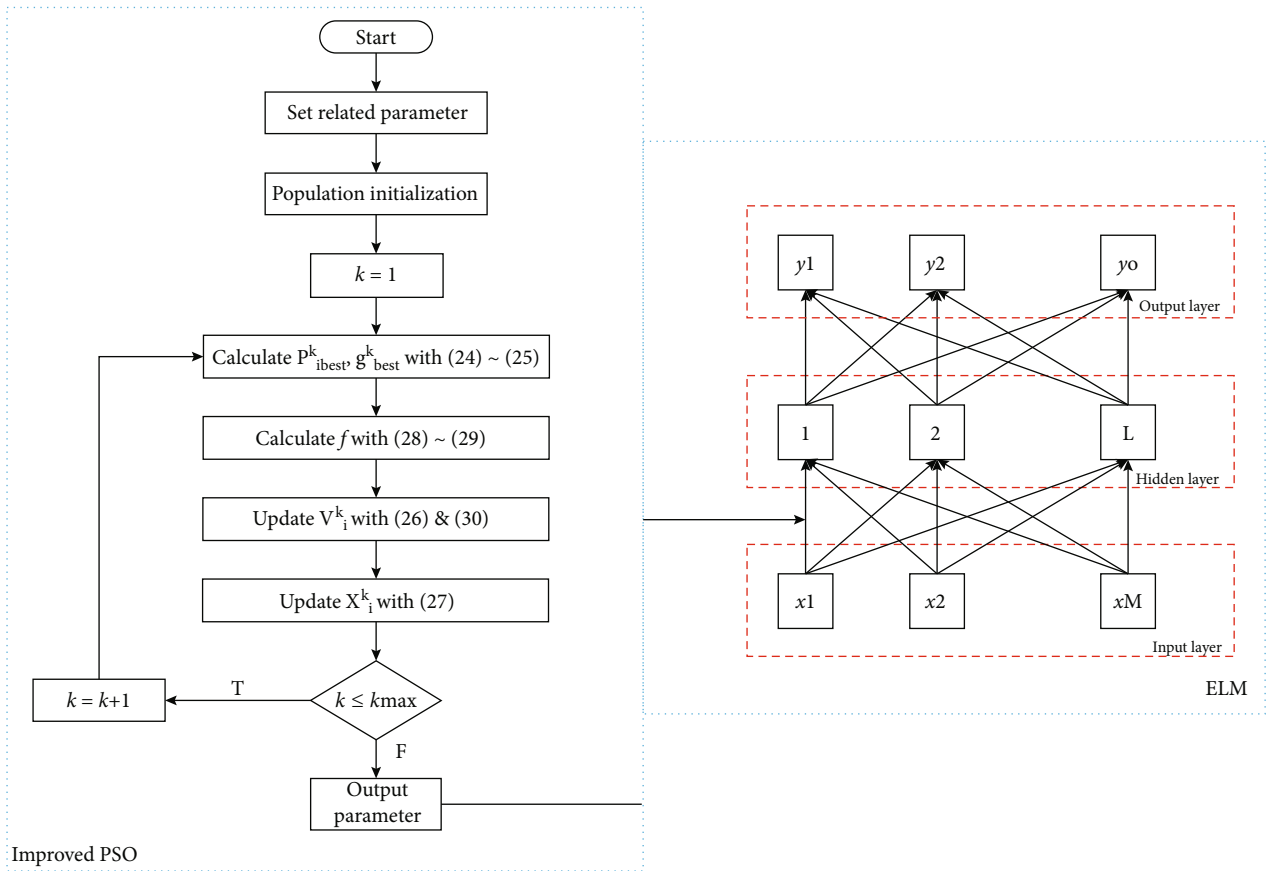 Start
Set related parameter
Population initialization
k = 1
Calculate P^k_ibest, g^k_best with (24) ~ (25)
Calculate f with (28) ~ (29)
Update V^k_i with (26) & (30)
Update X^k_i with (27)
k ≤ kmax
T
k = k+1
F
Output
parameter
Improved PSO
y1
y2
yo
Output layer
1
2
L
Hidden layer
x1
x2
xM
Input layer
ELM